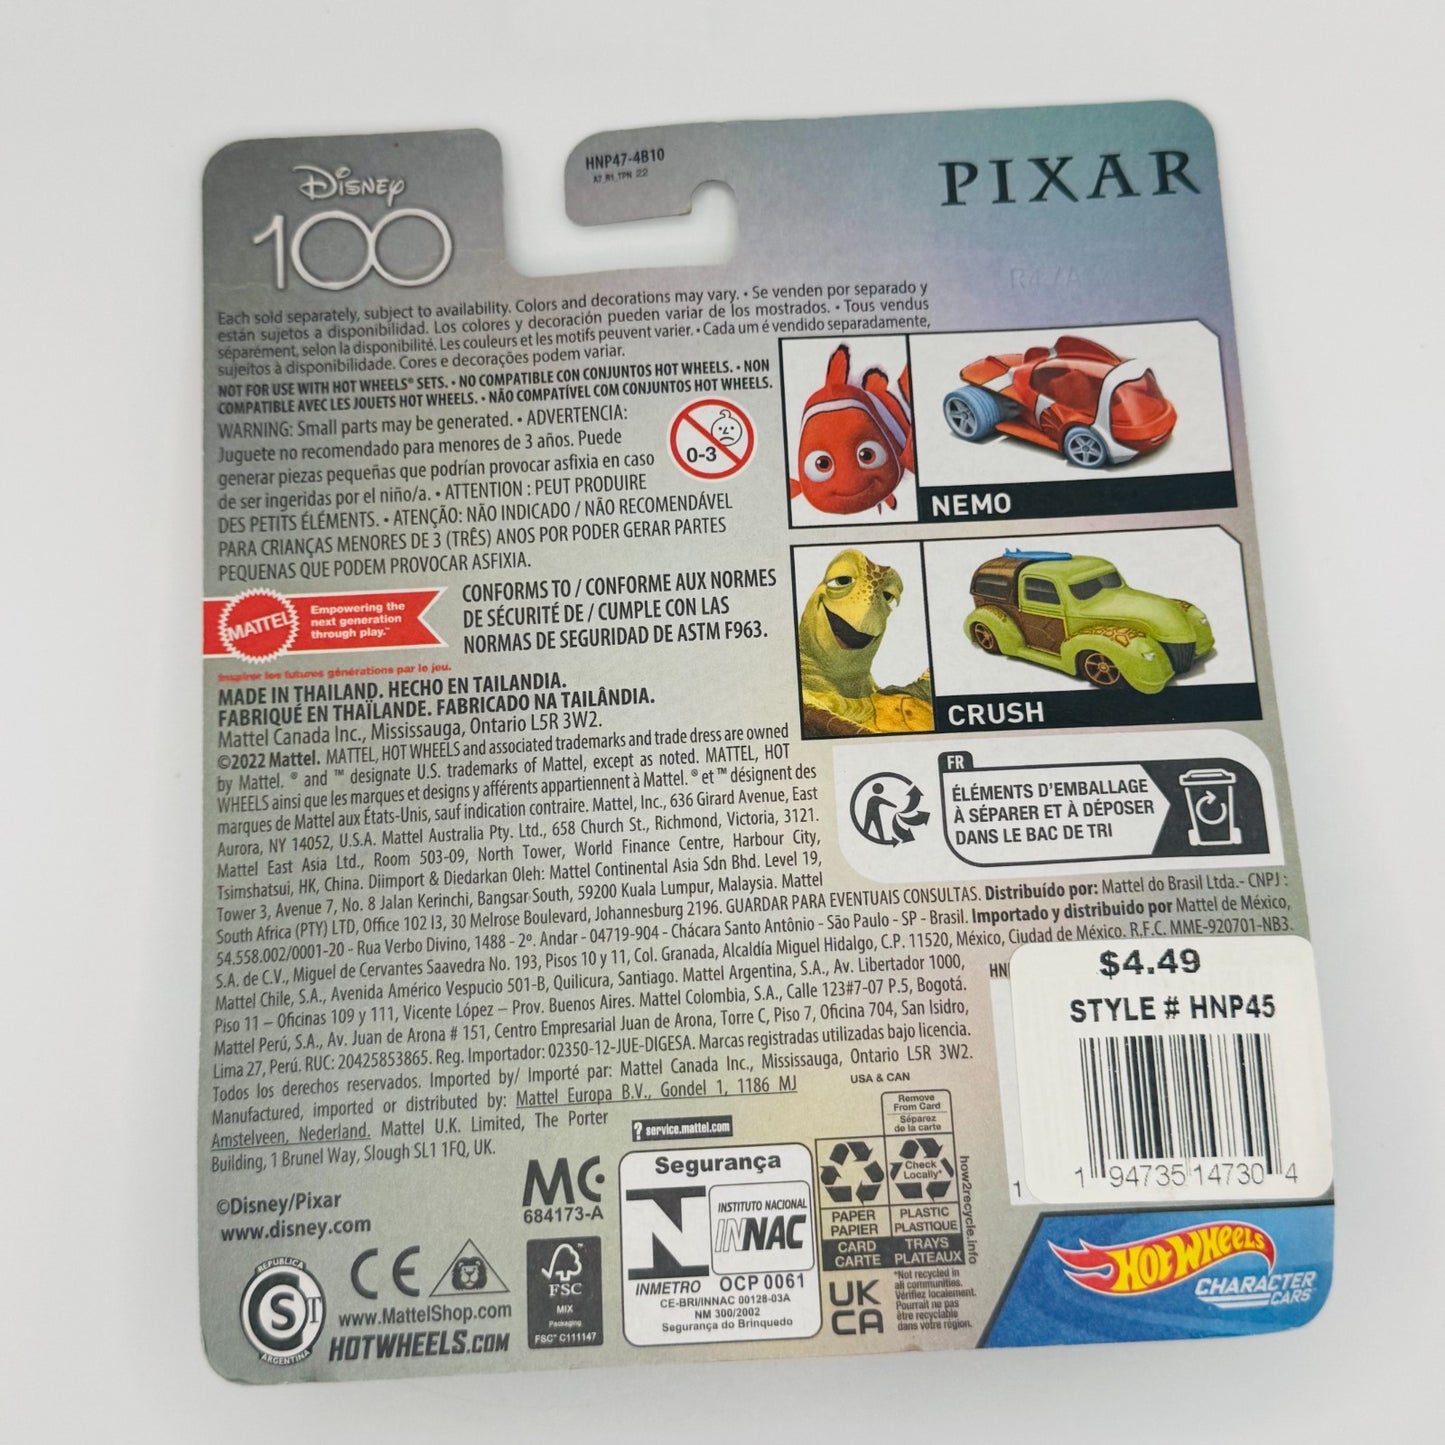 Disney
100
HNP47-4B10
A7_R1_TPN 22
PIXAR
Each sold separately, subject to availability. Colors and decorations may vary. • Se venden por separado y
están sujetos a disponibilidad. Los colores y decoración pueden variar de los mostrados. • Tous vendus
séparément, selon la disponibilité. Les couleurs et les motifs peuvent varier. • Cada um é vendido separadamente,
sujeitos à disponibilidade. Cores e decorações podem variar.
NOT FOR USE WITH HOT WHEELS® SETS. • NO COMPATIBLE CON CONJUNTOS HOT WHEELS. • NON
COMPATIBLE AVEC LES JOUETS HOT WHEELS. • NÃO COMPATÍVEL COM CONJUNTOS HOT WHEELS.
WARNING: Small parts may be generated. • ADVERTENCIA:
Juguete no recomendado para menores de 3 años. Puede
generar piezas pequeñas que podrían provocar asfixia en caso
de ser ingeridas por el niño/a. • ATTENTION : PEUT PRODUIRE
DES PETITS ÉLÉMENTS. • ATENÇÃO: NÃO INDICADO / NÃO RECOMENDÁVEL
PARA CRIANÇAS MENORES DE 3 (TRÊS) ANOS POR PODER GERAR PARTES
PEQUENAS QUE PODEM PROVOCAR ASFIXIA.
0-3
NEMO
CRUSH
MATTEL
Empowering the
next generation
through play.™
Inspirer les futures générations par le jeu.
CONFORMS TO / CONFORME AUX NORMES
DE SÉCURITÉ DE / CUMPLE CON LAS
NORMAS DE SEGURIDAD DE ASTM F963.
MADE IN THAILAND. HECHO EN TAILANDIA.
FABRIQUÉ EN THAÏLANDE. FABRICADO NA TAILÂNDIA.
Mattel Canada Inc., Mississauga, Ontario L5R 3W2.
©2022 Mattel. MATTEL, HOT WHEELS and associated trademarks and trade dress are owned
by Mattel. ® and ™ designate U.S. trademarks of Mattel, except as noted. MATTEL, HOT
WHEELS ainsi que les marques et designs y afférents appartiennent à Mattel. ® et ™ désignent des
marques de Mattel aux États-Unis, sauf indication contraire. Mattel, Inc., 636 Girard Avenue, East
Aurora, NY 14052, U.S.A. Mattel Australia Pty. Ltd., 658 Church St., Richmond, Victoria, 3121.
Mattel East Asia Ltd., Room 503-09, North Tower, World Finance Centre, Harbour City,
Tsimshatsui, HK, China. Diimport & Diedarkan Oleh: Mattel Continental Asia Sdn Bhd. Level 19,
Tower 3, Avenue 7, No. 8 Jalan Kerinchi, Bangsar South, 59200 Kuala Lumpur, Malaysia. Mattel
South Africa (PTY) LTD, Office 102 I3, 30 Melrose Boulevard, Johannesburg 2196. GUARDAR PARA EVENTUAIS CONSULTAS. Distribuído por: Mattel do Brasil Ltda.- CNPJ :
54.558.002/0001-20 - Rua Verbo Divino, 1488 - 2º. Andar - 04719-904 - Chácara Santo Antônio - São Paulo - SP - Brasil. Importado y distribuido por Mattel de México,
S.A. de C.V., Miguel de Cervantes Saavedra No. 193, Pisos 10 y 11, Col. Granada, Alcaldía Miguel Hidalgo, C.P. 11520, México, Ciudad de México. R.F.C. MME-920701-NB3.
Mattel Chile, S.A., Avenida Américo Vespucio 501-B, Quilicura, Santiago. Mattel Argentina, S.A., Av. Libertador 1000,
Piso 11 – Oficinas 109 y 111, Vicente López – Prov. Buenos Aires. Mattel Colombia, S.A., Calle 123#7-07 P.5, Bogotá.
Mattel Perú, S.A., Av. Juan de Arona # 151, Centro Empresarial Juan de Arona, Torre C, Piso 7, Oficina 704, San Isidro,
Lima 27, Perú. RUC: 20425853865. Reg. Importador: 02350-12-JUE-DIGESA. Marcas registradas utilizadas bajo licencia.
Todos los derechos reservados. Imported by/ Importé par: Mattel Canada Inc., Mississauga, Ontario L5R 3W2.
Manufactured, imported or distributed by: Mattel Europa B.V., Gondel 1, 1186 MJ
Amstelveen, Nederland. Mattel U.K. Limited, The Porter
Building, 1 Brunel Way, Slough SL1 1FQ, UK.
FR
ÉLÉMENTS D'EMBALLAGE
À SÉPARER ET À DÉPOSER
DANS LE BAC DE TRI
HN
$4.49
STYLE # HNP45
1 94735 14730 4
1
? service.mattel.com
©Disney/Pixar
www.disney.com
MC
684173-A
REPUBLICA
S T
ARGENTINA
CE
www.MattelShop.com
HOTWHEELS.COM
FSC
MIX
Packaging
FSC™ C111147
Segurança
N
INMETRO
INSTITUTO NACIONAL
INNAC
OCP 0061
CE-BRI/INNAC 00128-03A
NM 300/2002
Segurança do Brinquedo
USA & CAN
Remove
From Card
Séparez
de la carte
Check
Locally*
PAPER
PAPIER
PLASTIC
PLASTIQUE
CARD
CARTE
TRAYS
PLATEAUX
how2recycle.info
UK
CA
*Not recycled in
all communities.
Vérifiez localement.
Pourrait ne pas
être recyclable
dans votre région.
HOT WHEELS
CHARACTER
CARS™